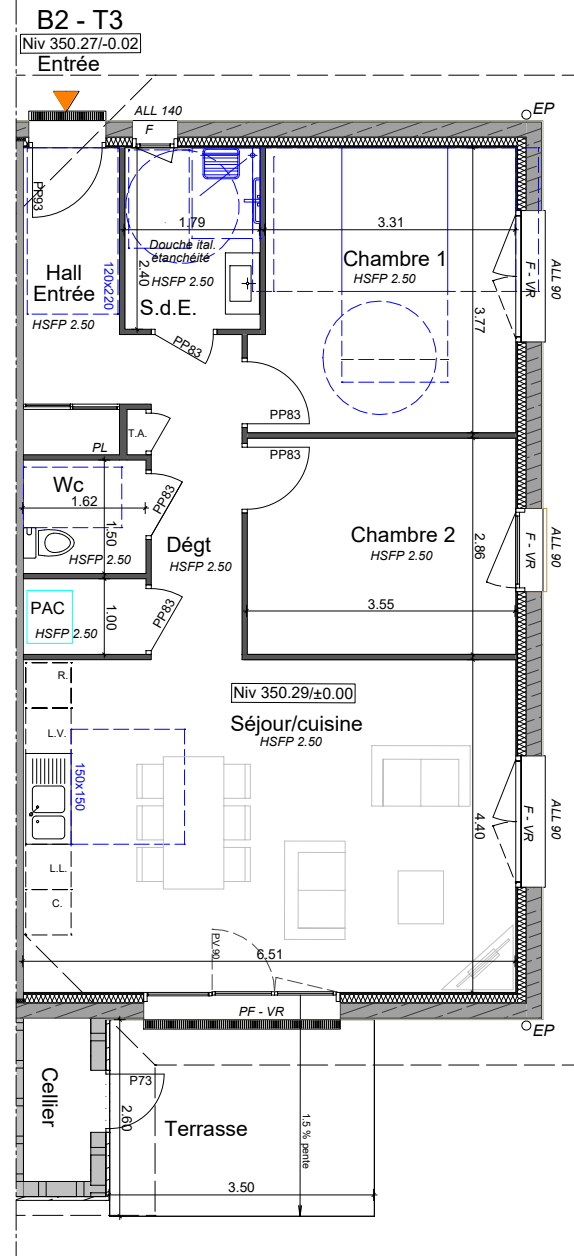 B2 - T3
Niv 350.27/-0.02
Entrée
ALL 140
F
EP
PP93
1.79
3.31
Douche ital.
étanchéité
2.40
HSFP 2.50
S.d.E.
Hall
Entrée
120x220
HSFP 2.50
Chambre 1
HSFP 2.50
F - VR
ALL 90
3.77
PP83
PP83
T.A.
PL
PP83
Wc
1.62
1.50
HSFP 2.50
PP83
Dégt
HSFP 2.50
Chambre 2
HSFP 2.50
2.86
F - VR
ALL 90
3.55
PAC
HSFP 2.50
1.00
PP83
R.
Niv 350.29/±0.00
Séjour/cuisine
HSFP 2.50
L.V.
150x150
4.40
F - VR
ALL 90
L.L.
C.
PV.90
6.51
PF - VR
EP
Cellier
P73
2.60
Terrasse
1.5 % pente
3.50